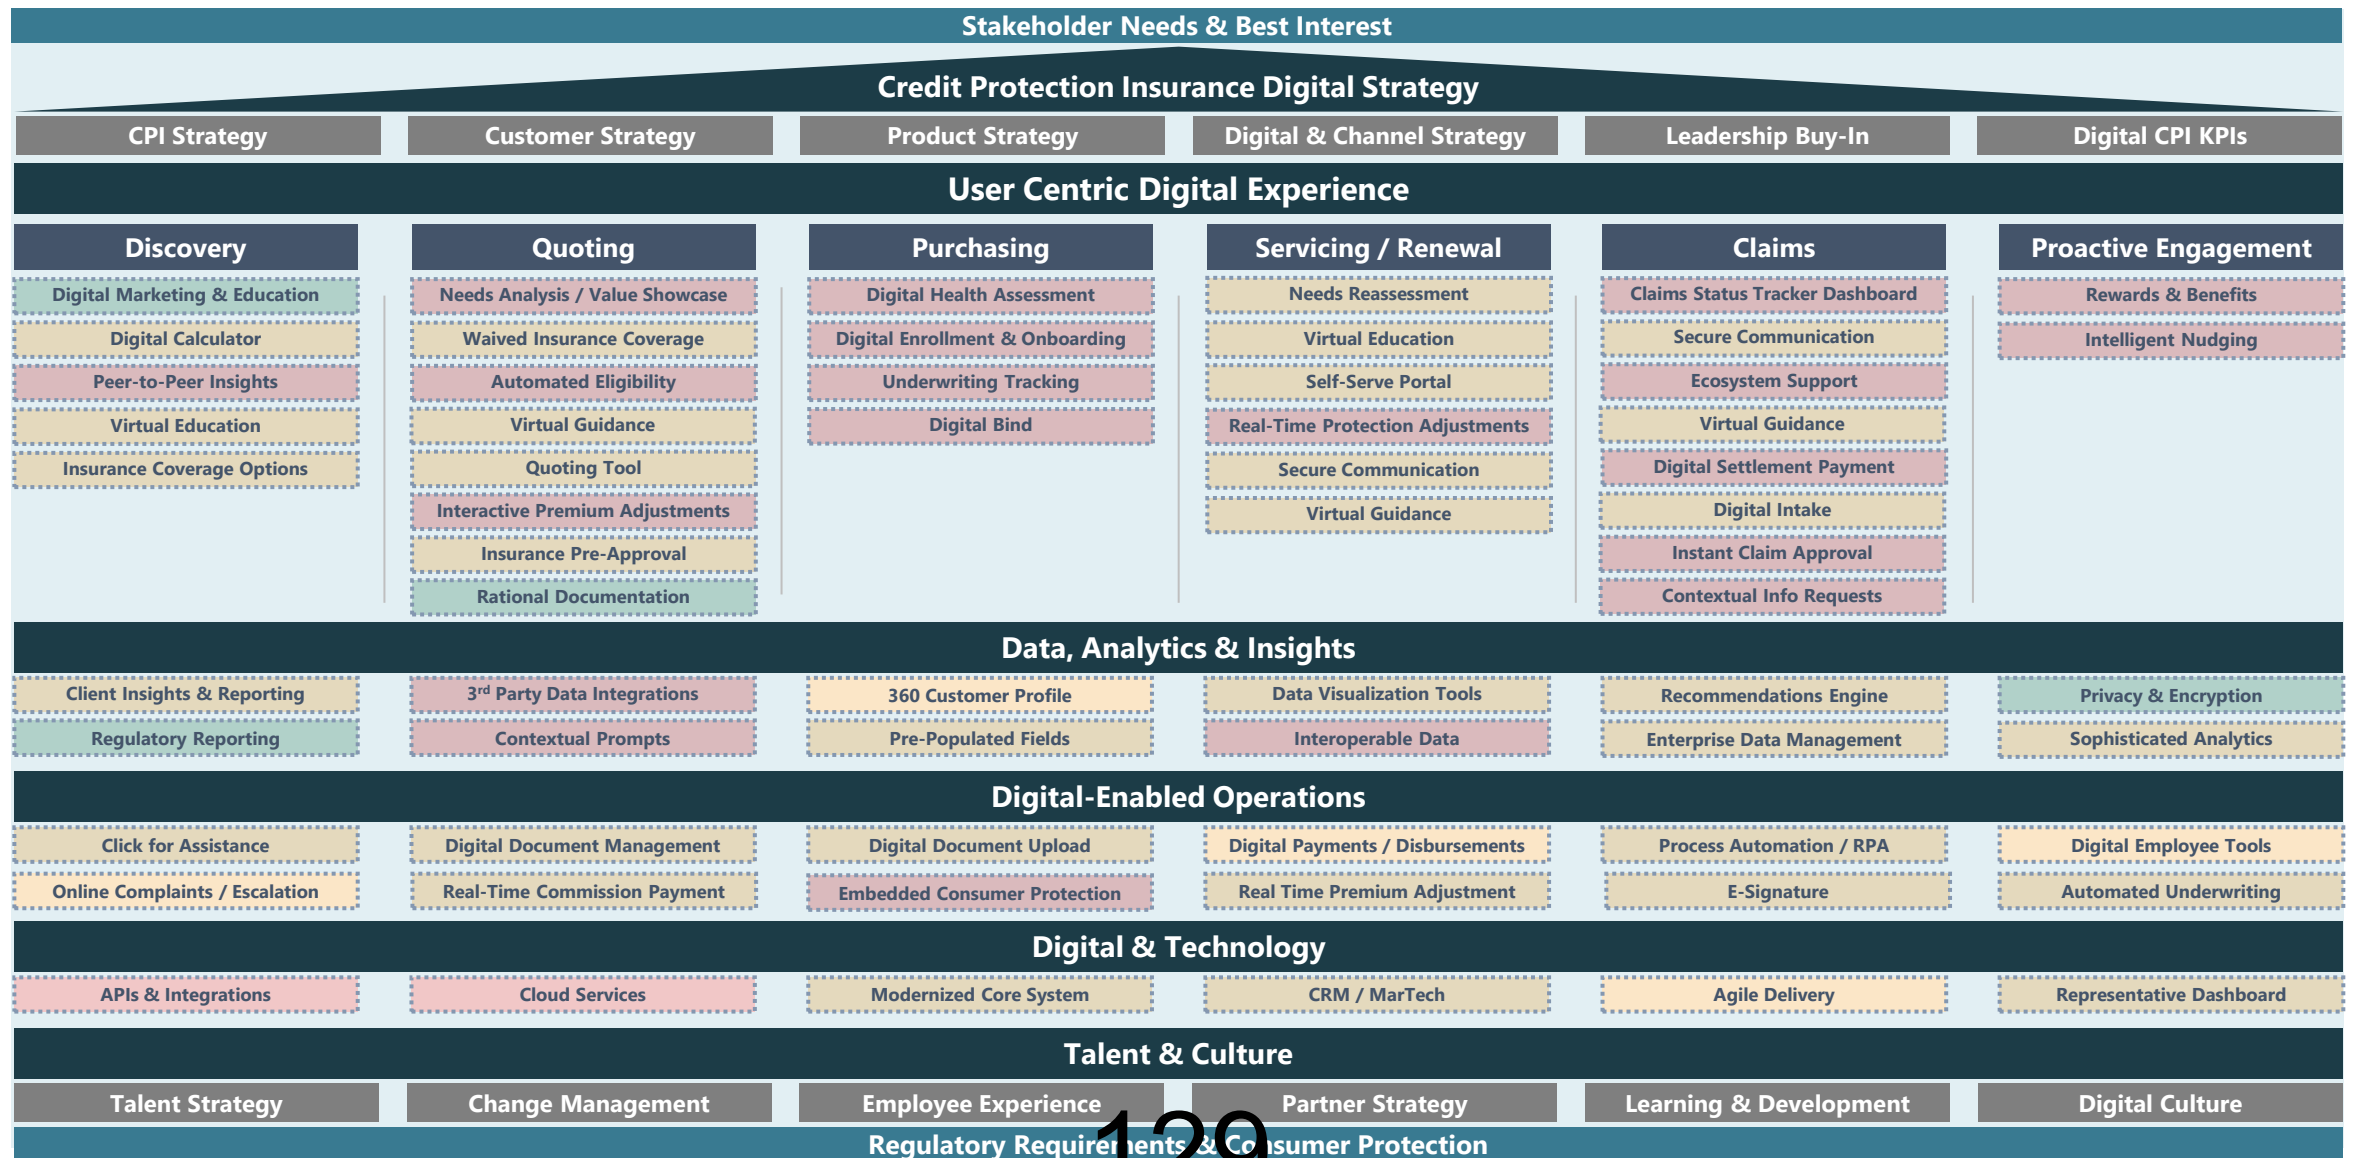 Stakeholder Needs & Best Interest
Credit Protection Insurance Digital Strategy
CPI Strategy
Customer Strategy
Product Strategy
Digital & Channel Strategy
Leadership Buy-In
Digital CPI KPIs
User Centric Digital Experience
Discovery
Digital Marketing & Education
Digital Calculator
Peer-to-Peer Insights
Virtual Education
Insurance Coverage Options
Quoting
Needs Analysis / Value Showcase
Waived Insurance Coverage
Automated Eligibility
Virtual Guidance
Quoting Tool
Interactive Premium Adjustments
Insurance Pre-Approval
Rational Documentation
Purchasing
Digital Health Assessment
Digital Enrollment & Onboarding
Underwriting Tracking
Digital Bind
Servicing / Renewal
Needs Reassessment
Virtual Education
Self-Serve Portal
Real-Time Protection Adjustments
Secure Communication
Virtual Guidance
Claims
Claims Status Tracker Dashboard
Secure Communication
Ecosystem Support
Virtual Guidance
Digital Settlement Payment
Digital Intake
Instant Claim Approval
Contextual Info Requests
Proactive Engagement
Rewards & Benefits
Intelligent Nudging
Data, Analytics & Insights
Client Insights & Reporting
3rd Party Data Integrations
360 Customer Profile
Data Visualization Tools
Recommendations Engine
Privacy & Encryption
Regulatory Reporting
Contextual Prompts
Pre-Populated Fields
Interoperable Data
Enterprise Data Management
Sophisticated Analytics
Digital-Enabled Operations
Click for Assistance
Digital Document Management
Digital Document Upload
Digital Payments / Disbursements
Process Automation / RPA
Digital Employee Tools
Online Complaints / Escalation
Real-Time Commission Payment
Embedded Consumer Protection
Real Time Premium Adjustment
E-Signature
Automated Underwriting
Digital & Technology
APIs & Integrations
Cloud Services
Modernized Core System
CRM / MarTech
Agile Delivery
Representative Dashboard
Talent & Culture
Talent Strategy
Change Management
Employee Experience
Partner Strategy
Learning & Development
Digital Culture
Regulatory Requirements & Consumer Protection
129